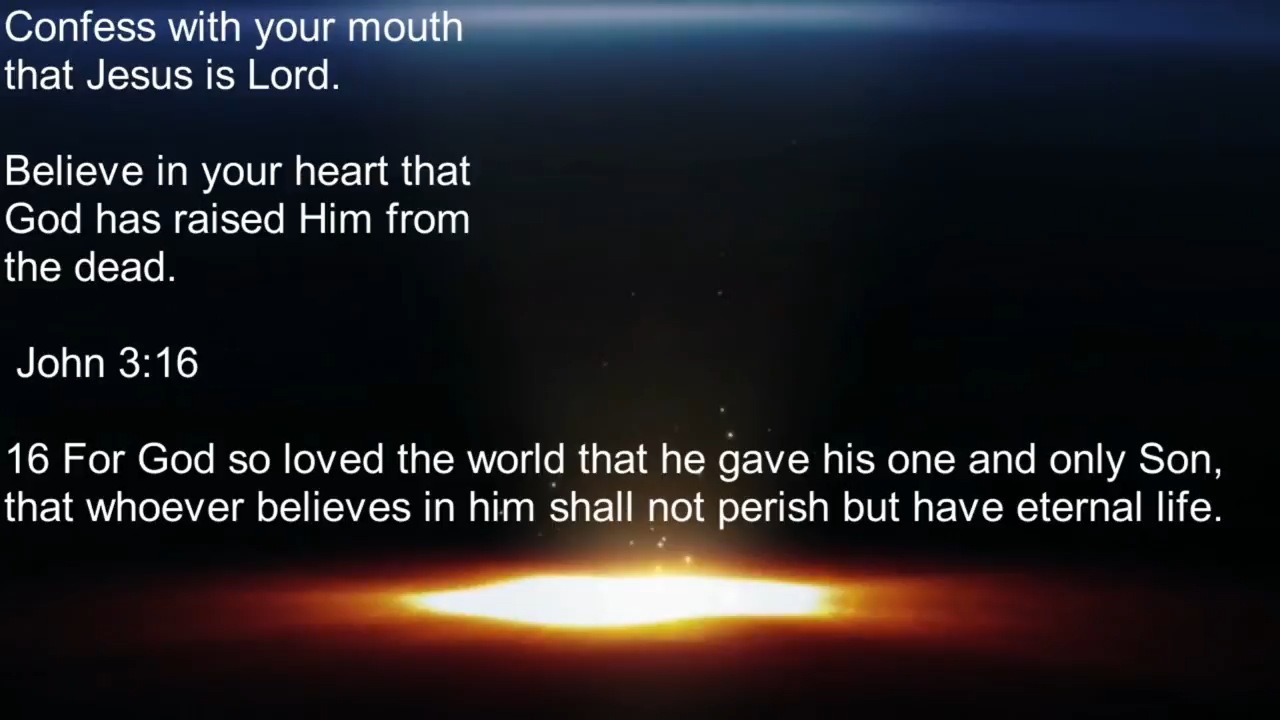 Confess with your mouth
that Jesus is Lord.
Believe in your heart that
God has raised Him from
the dead.
John 3:16
16 For God so loved the world that he gave his one and only Son,
that whoever believes in him shall not perish but have eternal life.